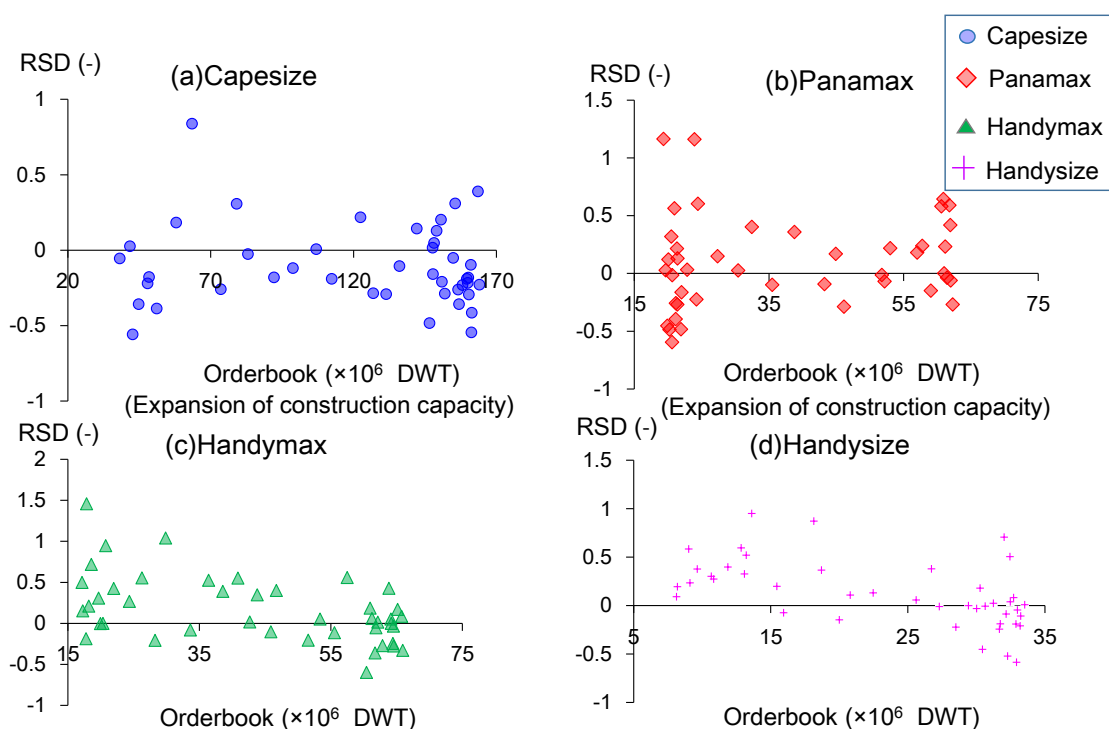 RSD (-)
(a)Capesize
1
0.5
0
-0.5
-1
20
70
120
170
Orderbook (×10⁶ DWT)
(Expansion of construction capacity)
RSD (-)
(b)Panamax
1.5
1
0.5
0
-0.5
-1
15
35
55
75
Orderbook (×10⁶ DWT)
(Expansion of construction capacity)
Capesize
Panamax
Handymax
Handysize
RSD (-)
(c)Handymax
2
1.5
1
0.5
0
-0.5
-1
15
35
55
75
Orderbook (×10⁶ DWT)
RSD (-)
(d)Handysize
1.5
1
0.5
0
-0.5
-1
5
15
25
35
Orderbook (×10⁶ DWT)